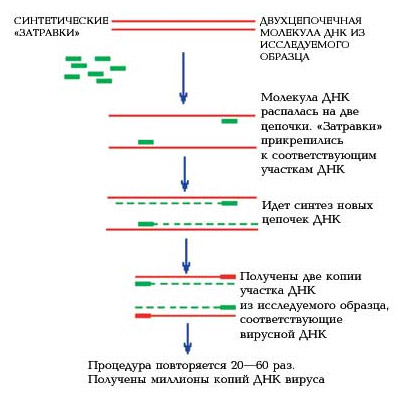 СИНТЕТИЧЕСКИЕ
«ЗАТРАВКИ»
ДВУХЦЕПОЧЕЧНАЯ
МОЛЕКУЛА ДНК ИЗ
ИССЛЕДУЕМОГО
ОБРАЗЦА
Молекула ДНК
распалась на две
цепочки. «Затравки»
прикрепились
к соответствующим
участкам ДНК
Идет синтез новых
цепочек ДНК
Получены две копии
участка ДНК
из исследуемого образца,
соответствующие
вирусной ДНК
Процедура повторяется 20—60 раз.
Получены миллионы копий ДНК вируса